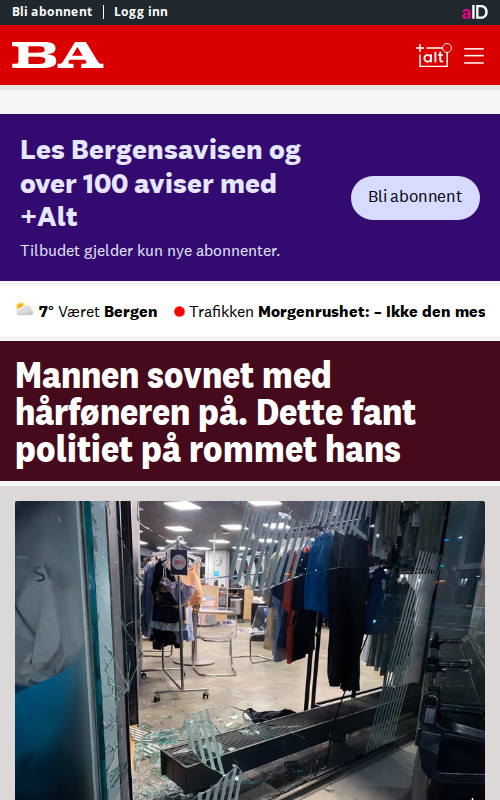 Bli abonnent
Logg inn
aID
BA
+alt
Les Bergensavisen og
over 100 aviser med
+Alt
Bli abonnent
Tilbudet gjelder kun nye abonnenter.
7° Været Bergen
Trafikken Morgenrushet: – Ikke den mes
Mannen sovnet med
hårføneren på. Dette fant
politiet på rommet hans